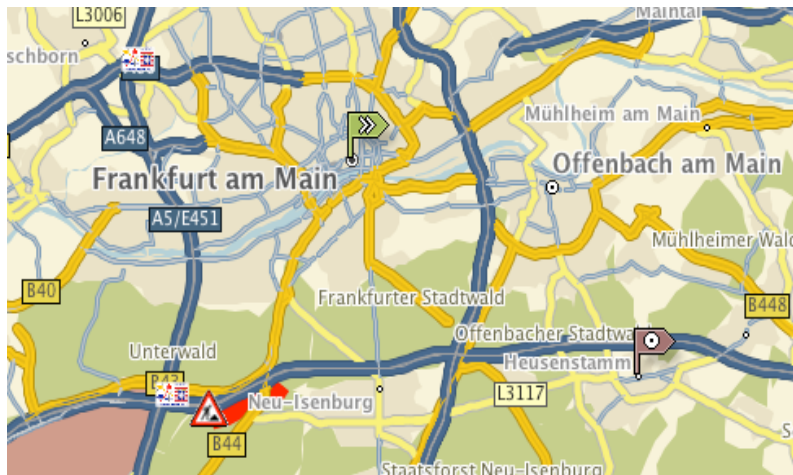 L3006
Maintal
schborn
A648
Mühlheim am Main
Offenbach am Main
Frankfurt am Main
A5/E451
Mühlheimer Wald
B40
Frankfurter Stadtwald
B448
Offenbacher Stadtwa
Unterwald
Heusenstamm
B43
L3117
Neu-Isenburg
B44
Staatsforst Neu-Isenburg